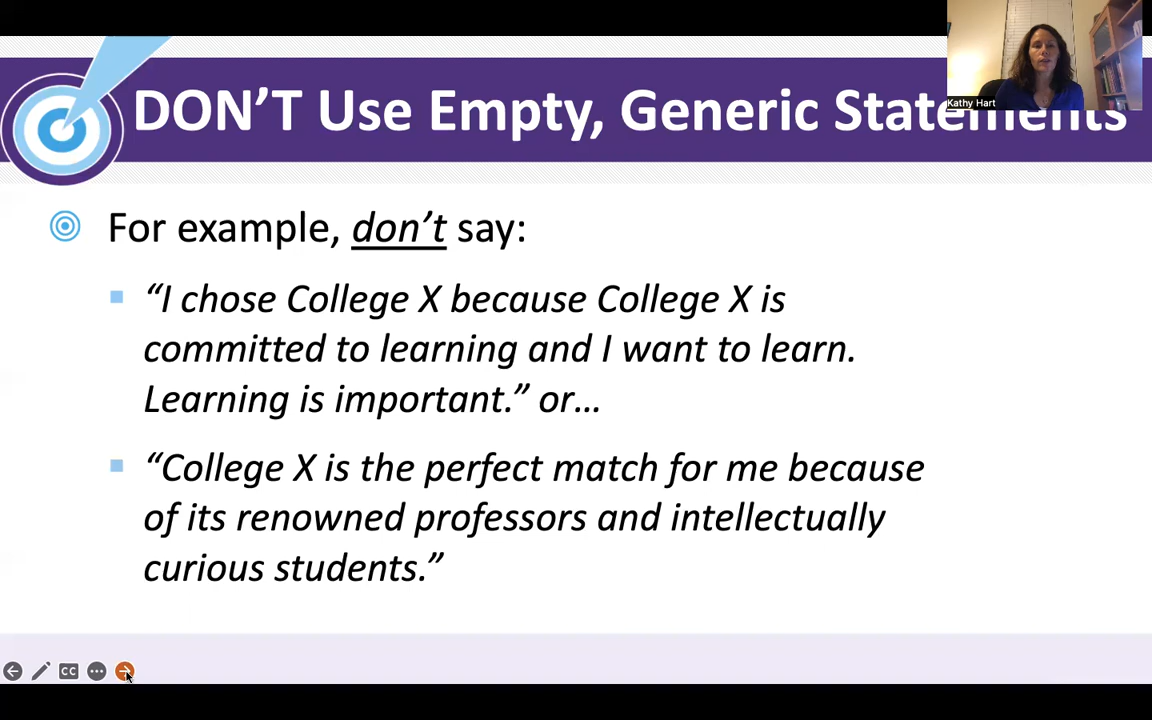 DON’T Use Empty, Generic Statements
Kathy Hart
For example, don’t say:
“I chose College X because College X is
committed to learning and I want to learn.
Learning is important.” or…
“College X is the perfect match for me because
of its renowned professors and intellectually
curious students.”
CC